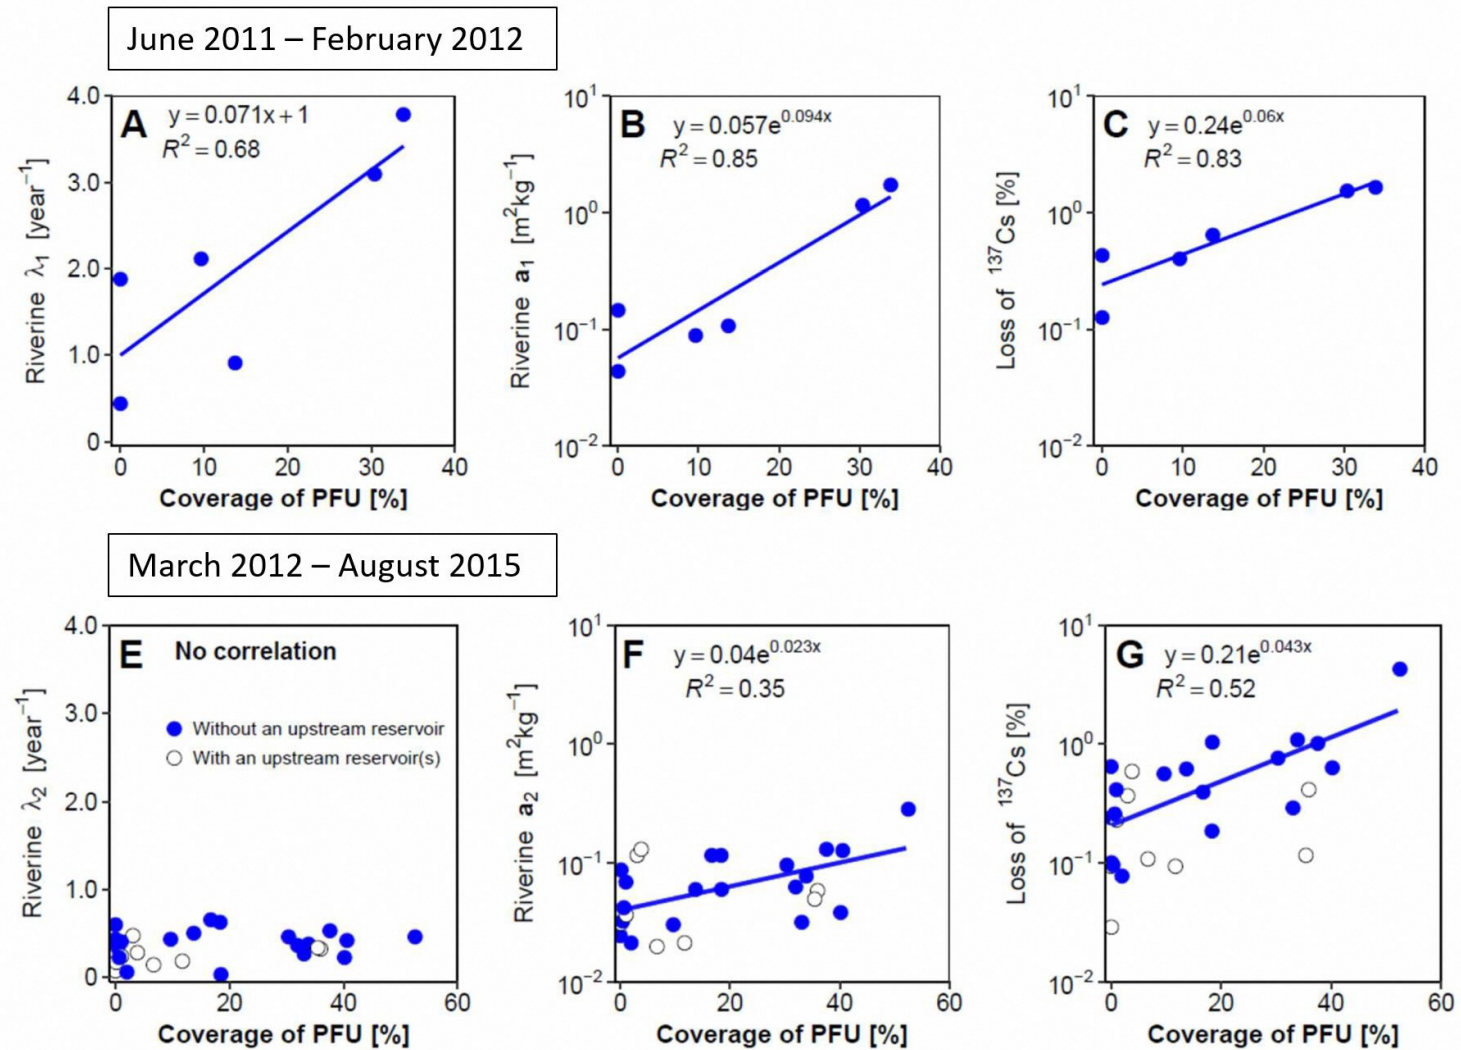 June 2011 – February 2012
A
y = 0.071x + 1
R² = 0.68
4.0
3.0
2.0
1.0
0
Riverine λ₁ [year⁻¹]
0 10 20 30 40
Coverage of PFU [%]
B
y = 0.057e^0.094x
R² = 0.85
10¹
10⁰
10⁻¹
10⁻²
Riverine a₁ [m²kg⁻¹]
0 10 20 30 40
Coverage of PFU [%]
C
y = 0.24e^0.06x
R² = 0.83
10¹
10⁰
10⁻¹
10⁻²
Loss of ¹³⁷Cs [%]
0 10 20 30 40
Coverage of PFU [%]
March 2012 – August 2015
E
No correlation
Without an upstream reservoir
With an upstream reservoir(s)
4.0
3.0
2.0
1.0
0
Riverine λ₂ [year⁻¹]
0 20 40 60
Coverage of PFU [%]
F
y = 0.04e^0.023x
R² = 0.35
10¹
10⁰
10⁻¹
10⁻²
Riverine a₂ [m²kg⁻¹]
0 20 40 60
Coverage of PFU [%]
G
y = 0.21e^0.043x
R² = 0.52
10¹
10⁰
10⁻¹
10⁻²
Loss of ¹³⁷Cs [%]
0 20 40 60
Coverage of PFU [%]